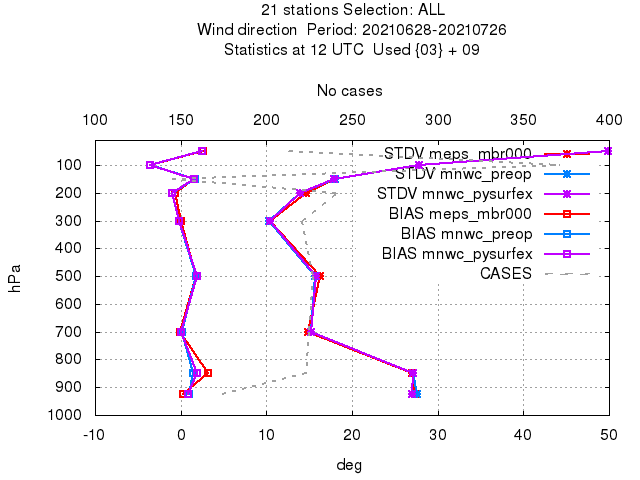 21 stations Selection: ALL
Wind direction  Period: 20210628-20210726
Statistics at 12 UTC  Used {03} + 09
No cases
100 150 200 250 300 350 400
STDV meps_mbr000
STDV mnwc_preop
STDV mnwc_pysurfex
BIAS meps_mbr000
BIAS mnwc_preop
BIAS mnwc_pysurfex
CASES
100
200
300
400
500
600
700
800
900
1000
hPa
-10 0 10 20 30 40 50
deg